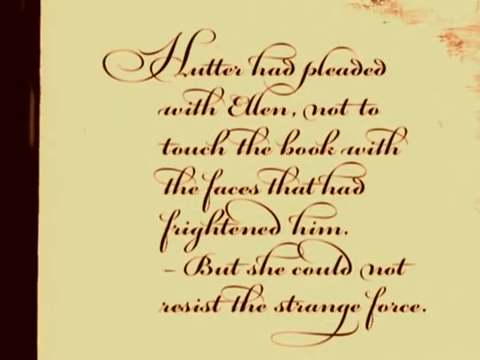 Hutter had pleaded
with Ellen, not to
touch the book with
the faces that had
frightened him.
- But she could not
resist the strange force.